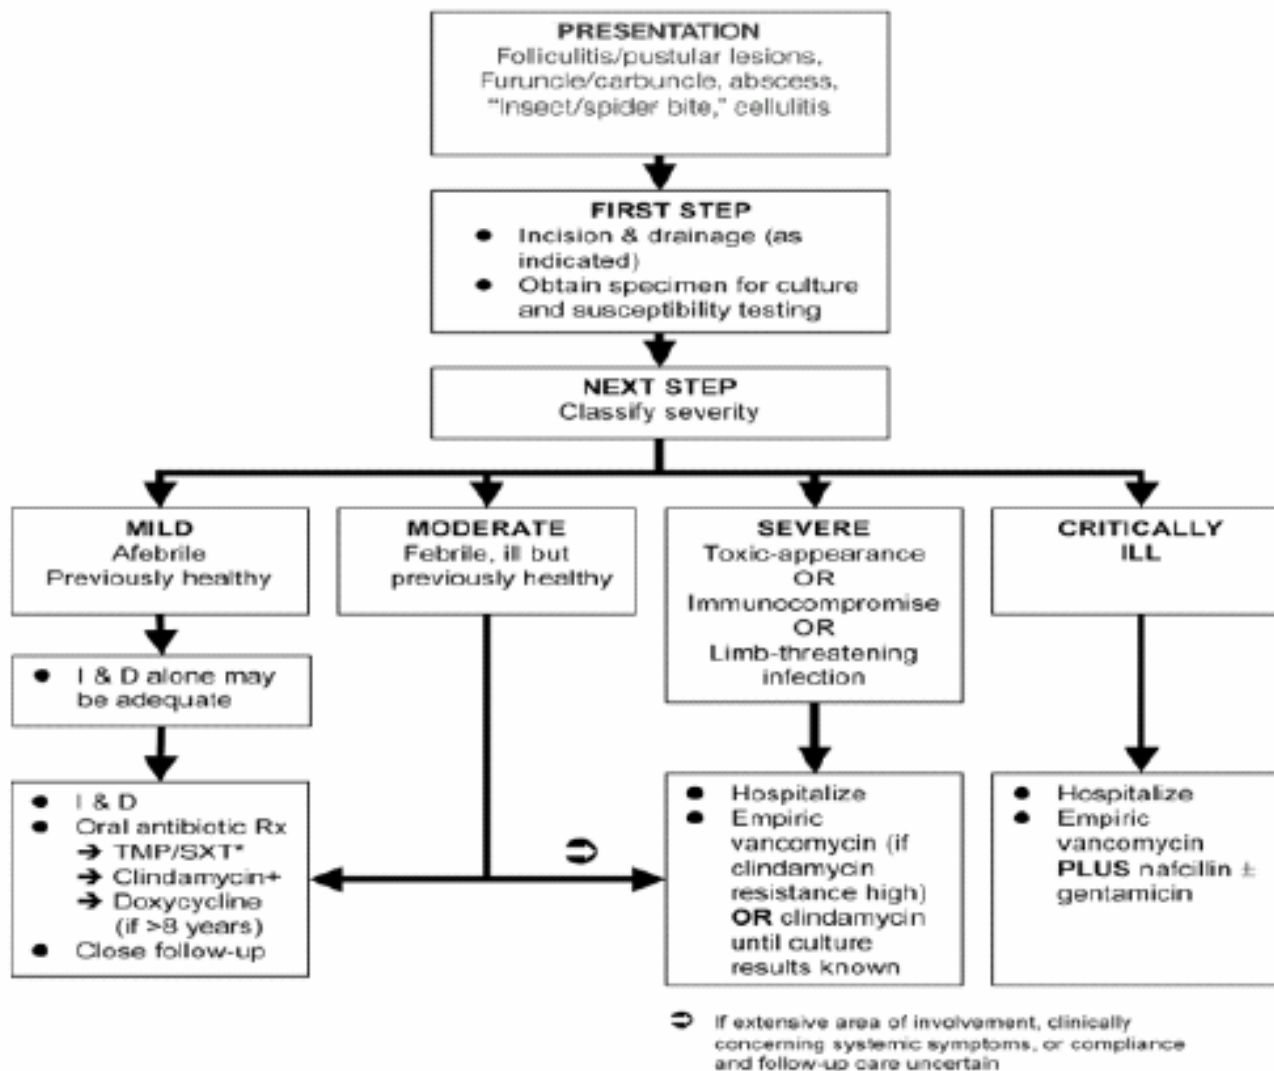 PRESENTATION
Folliculitis/pustular lesions,
Furuncle/carbuncle, abscess,
"Insect/spider bite," cellulitis
FIRST STEP
● Incision & drainage (as
indicated)
● Obtain specimen for culture
and susceptibility testing
NEXT STEP
Classify severity
MILD
Afebrile
Previously healthy
MODERATE
Febrile, ill but
previously healthy
SEVERE
Toxic-appearance
OR
Immunocompromise
OR
Limb-threatening
infection
CRITICALLY
ILL
● I & D alone may
be adequate
● I & D
● Oral antibiotic Rx
➔ TMP/SXT*
➔ Clindamycin+
➔ Doxycycline
(if >8 years)
● Close follow-up
➲
● Hospitalize
● Empiric
vancomycin (if
clindamycin
resistance high)
OR clindamycin
until culture
results known
● Hospitalize
● Empiric
vancomycin
PLUS nafcillin ±
gentamicin
➲ If extensive area of involvement, clinically
concerning systemic symptoms, or compliance
and follow-up care uncertain